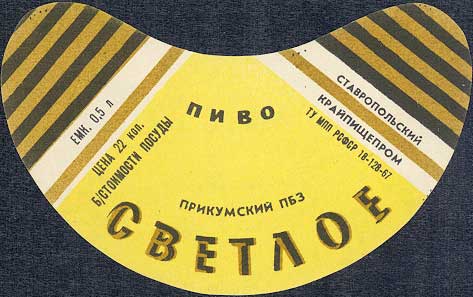 ЕМК. 0,5 л
ЦЕНА 22 коп.
Б/СТОИМОСТИ ПОСУДЫ
ПИВО
СТАВРОПОЛЬСКИЙ
КРАЙПИЩЕПРОМ
ТУ МПП РСФСР 18-128-67
ПРИКУМСКИЙ ПБЗ
СВЕТЛОЕ